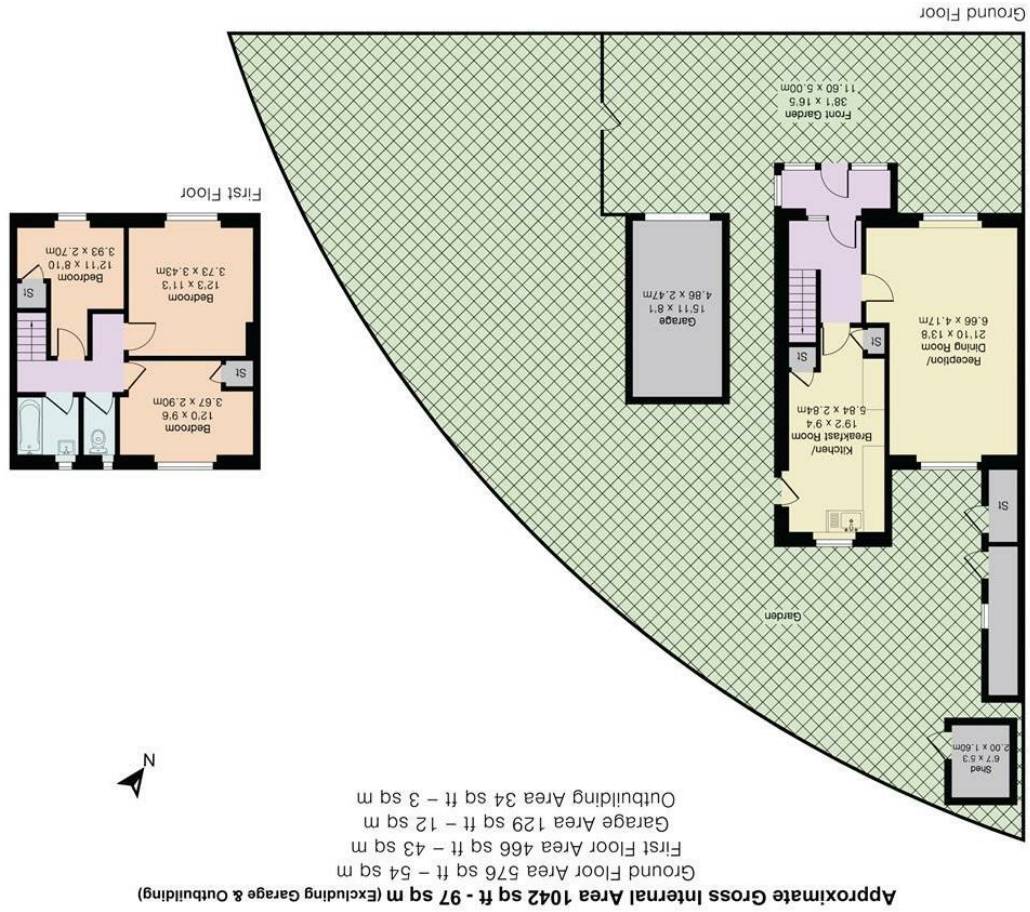 Approximate Gross Internal Area 1042 sq ft - 97 sq m (Excluding Garage & Outbuilding)
Ground Floor Area 576 sq ft – 54 sq m
First Floor Area 466 sq ft – 43 sq m
Garage Area 129 sq ft – 12 sq m
Outbuilding Area 34 sq ft – 3 sq m
N
Shed
6'7 x 5'3
2.00 x 1.60m
Garden
St
Kitchen/
Breakfast Room
19'2 x 9'4
5.84 x 2.84m
St
St
Reception/
Dining Room
21'10 x 13'8
6.66 x 4.17m
Garage
15'11 x 8'1
4.86 x 2.47m
Front Garden
38'1 x 16'5
11.60 x 5.00m
Ground Floor
Bedroom
12'0 x 9'6
3.67 x 2.90m
St
Bedroom
12'3 x 11'3
3.73 x 3.43m
St
Bedroom
12'11 x 8'10
3.93 x 2.70m
First Floor